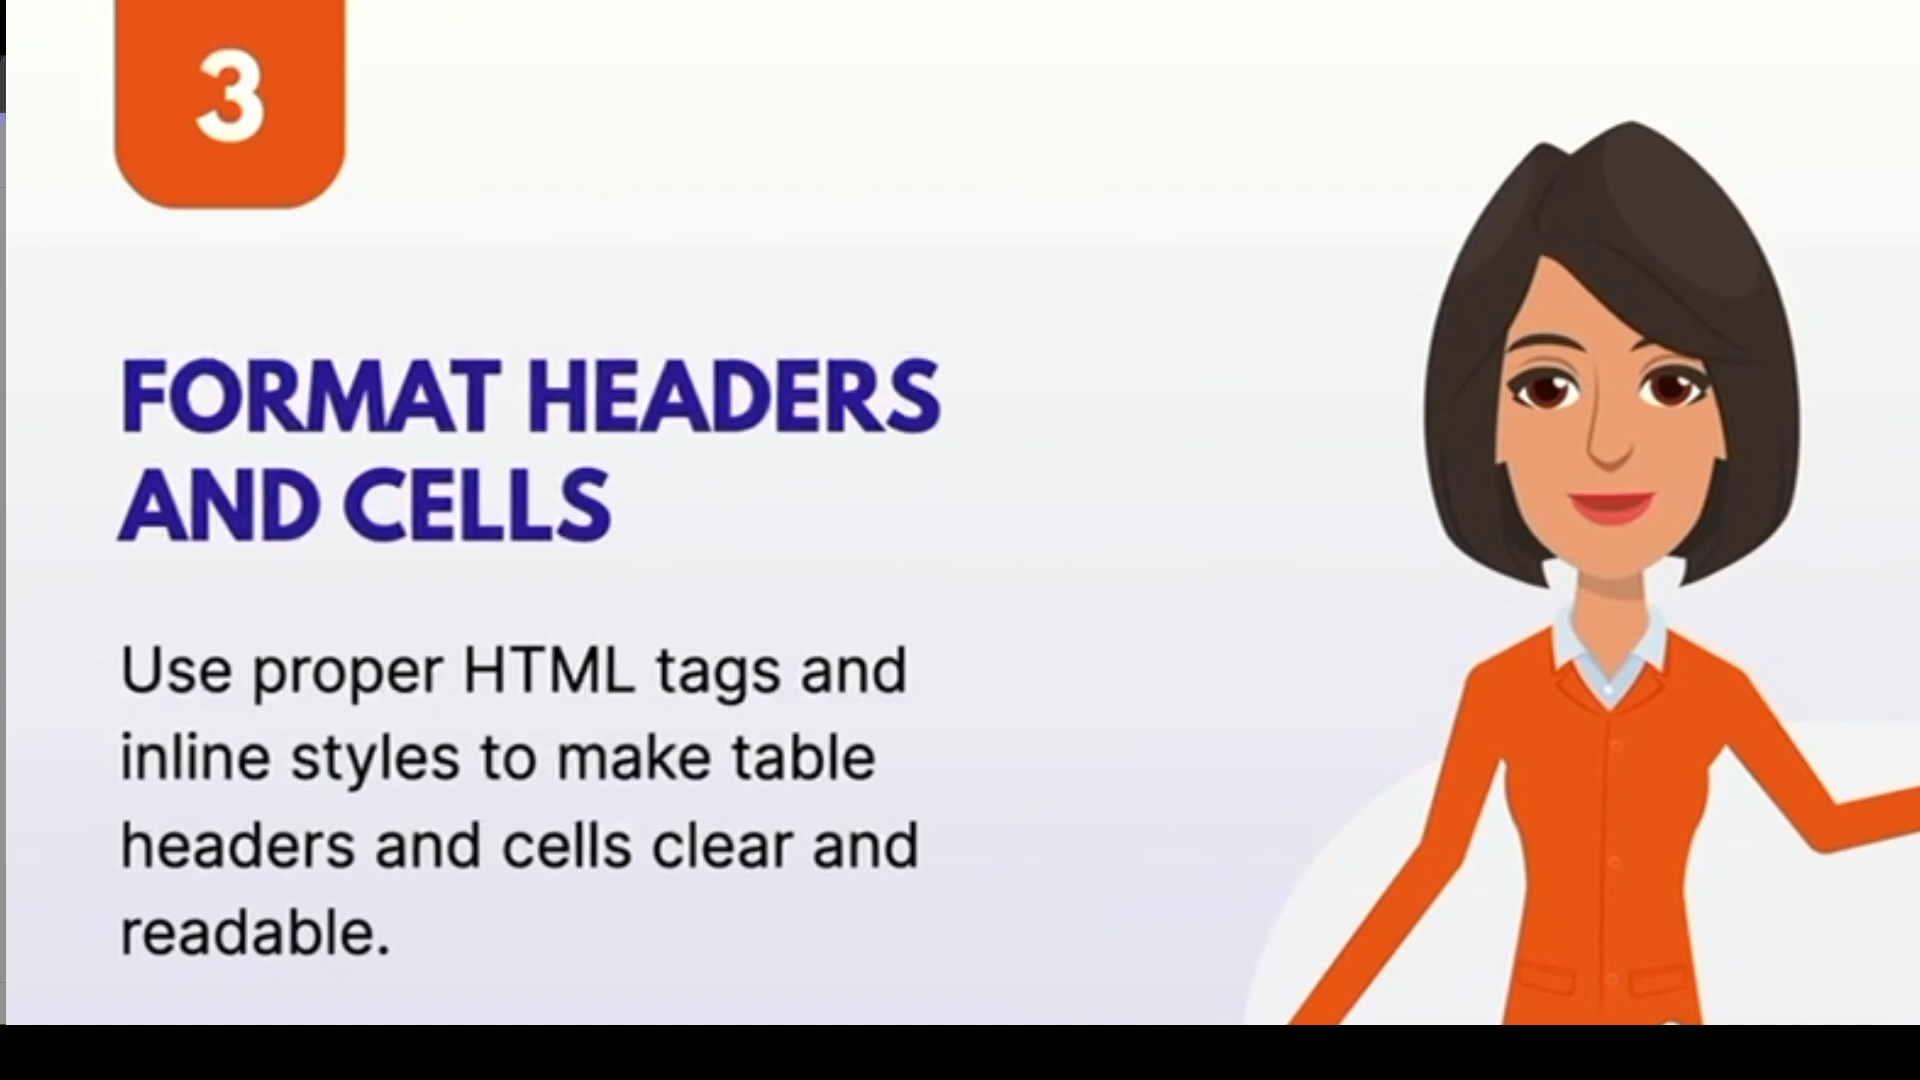 3
FORMAT HEADERS
AND CELLS
Use proper HTML tags and
inline styles to make table
headers and cells clear and
readable.